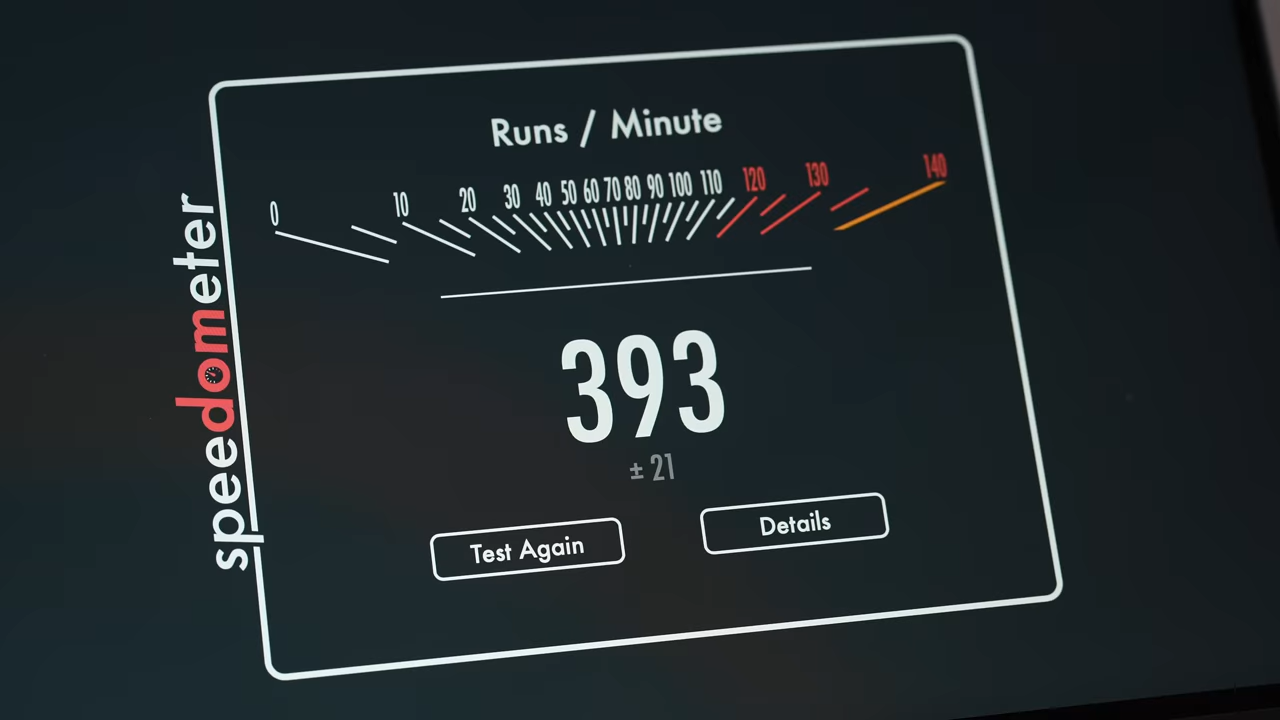 Runs / Minute
0 10 20 30 40 50 60 70 80 90 100 110 120 130 140
speedometer
393
± 21
Test Again
Details